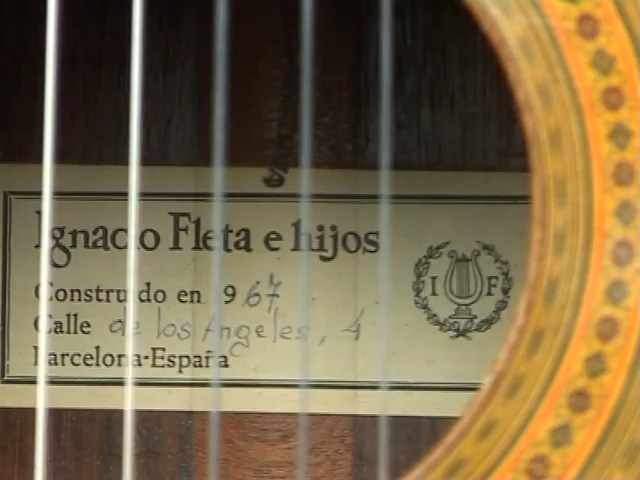 Ignacio Fleta e hijos
Construido en 1967
Calle de los Angeles, 4
Barcelona-España
I F